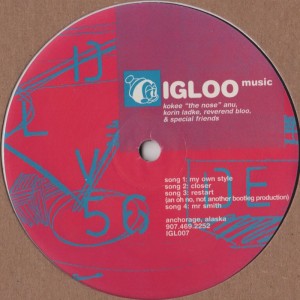 IGLOO music
kokee "the nose" anu,
korin ladke, reverend bloo,
& special friends
song 1: my own style
song 2: closer
song 3: restart
(an oh no, not another bootleg production)
song 4: mr smith
anchorage, alaska
907.469.2252
IGL007